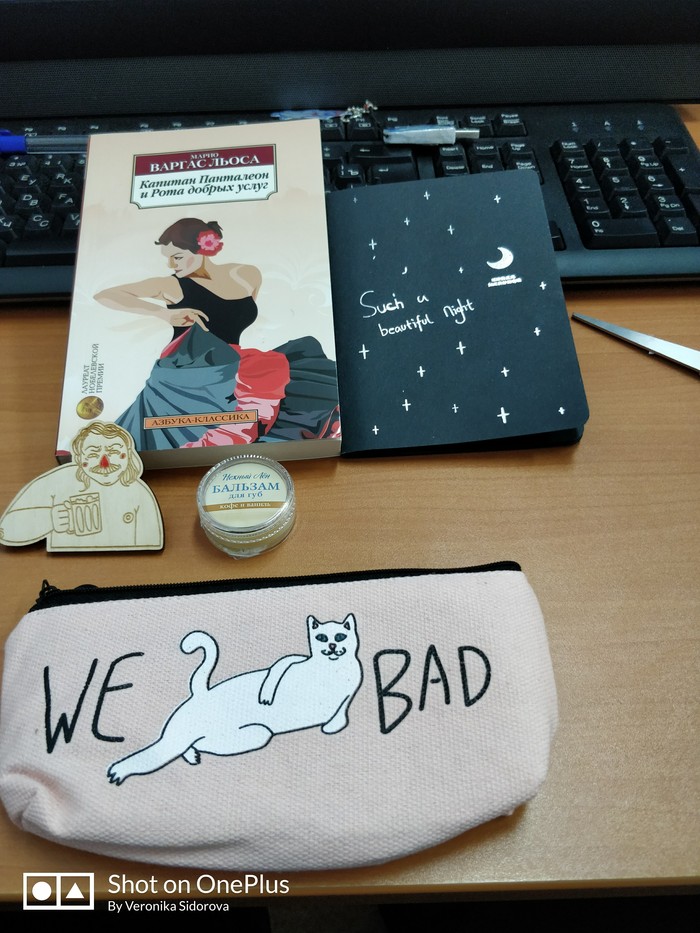 МАРИО
ВАРГАС ЛЬОСА
Капитан Панталеон
и Рота добрых услуг
ЛАУРЕАТ
НОБЕЛЕВСКОЙ
ПРЕМИИ
АЗБУКА-КЛАССИКА
Such a
beautiful night
Нежный Лён
БАЛЬЗАМ
для губ
кофе и ваниль
WE BAD
Shot on OnePlus
By Veronika Sidorova